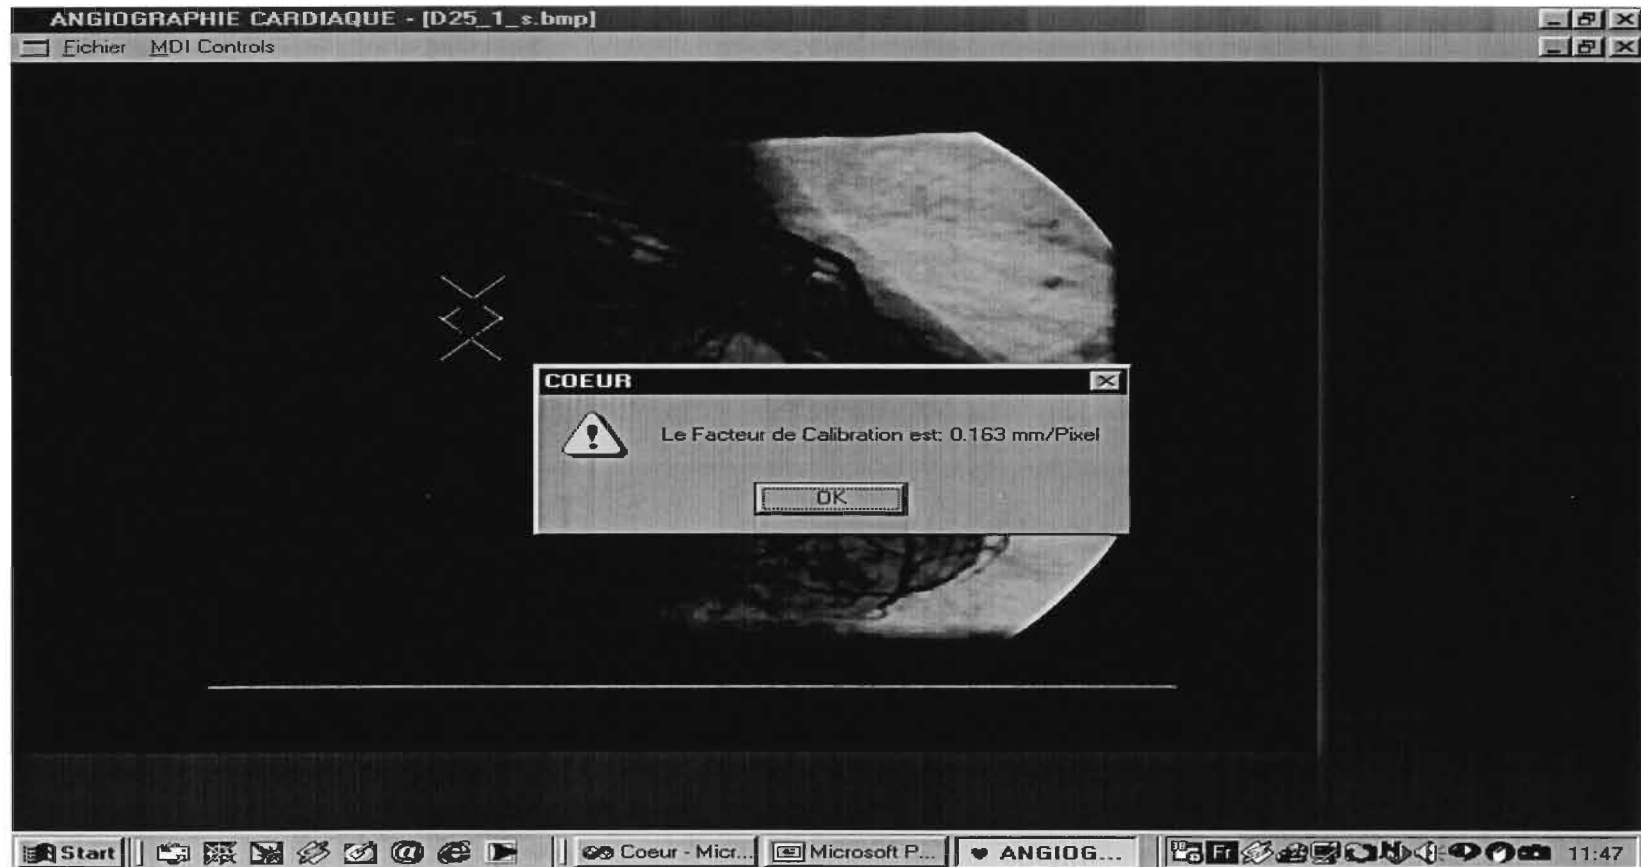 ANGIOGRAPHIE CARDIAQUE - [D25_1_s.bmp]
Fichier MDI Controls
COEUR
Le Facteur de Calibration est: 0.163 mm/Pixel
OK
Start
Coeur - Micr...
Microsoft P...
ANGIOG...
Fr
11:47